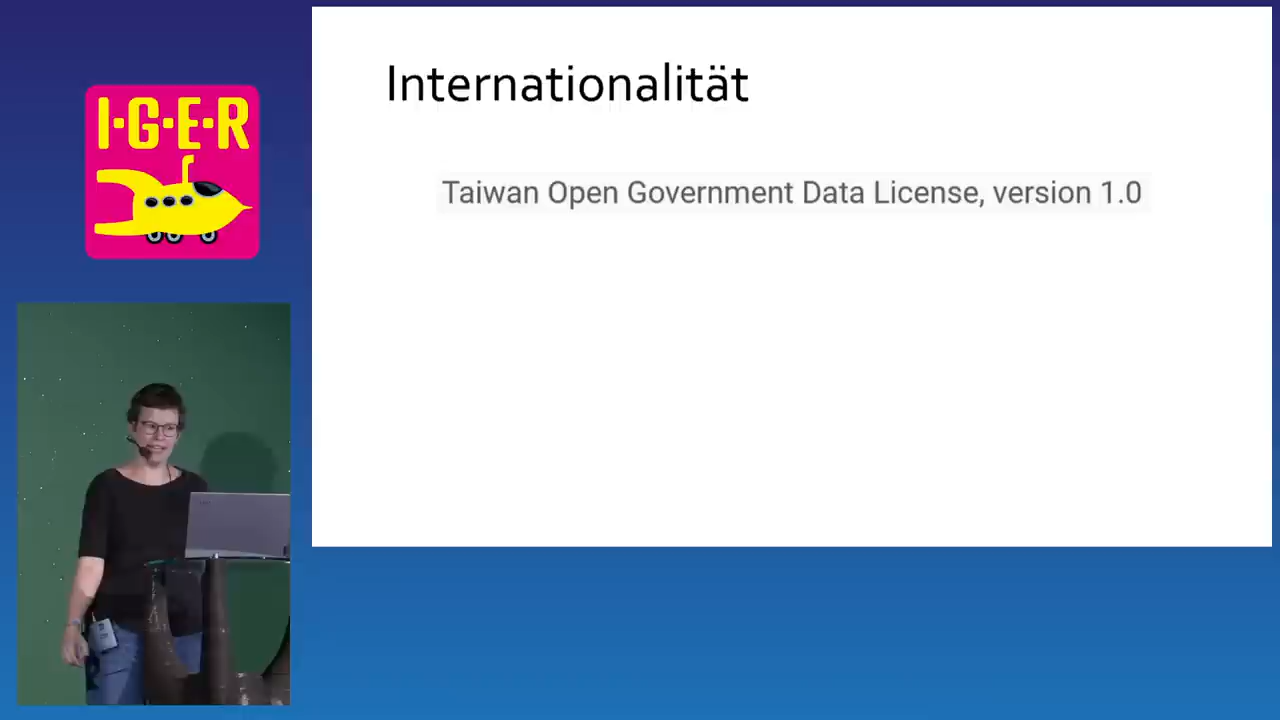 I·G·E·R
Internationalität
Taiwan Open Government Data License, version 1.0